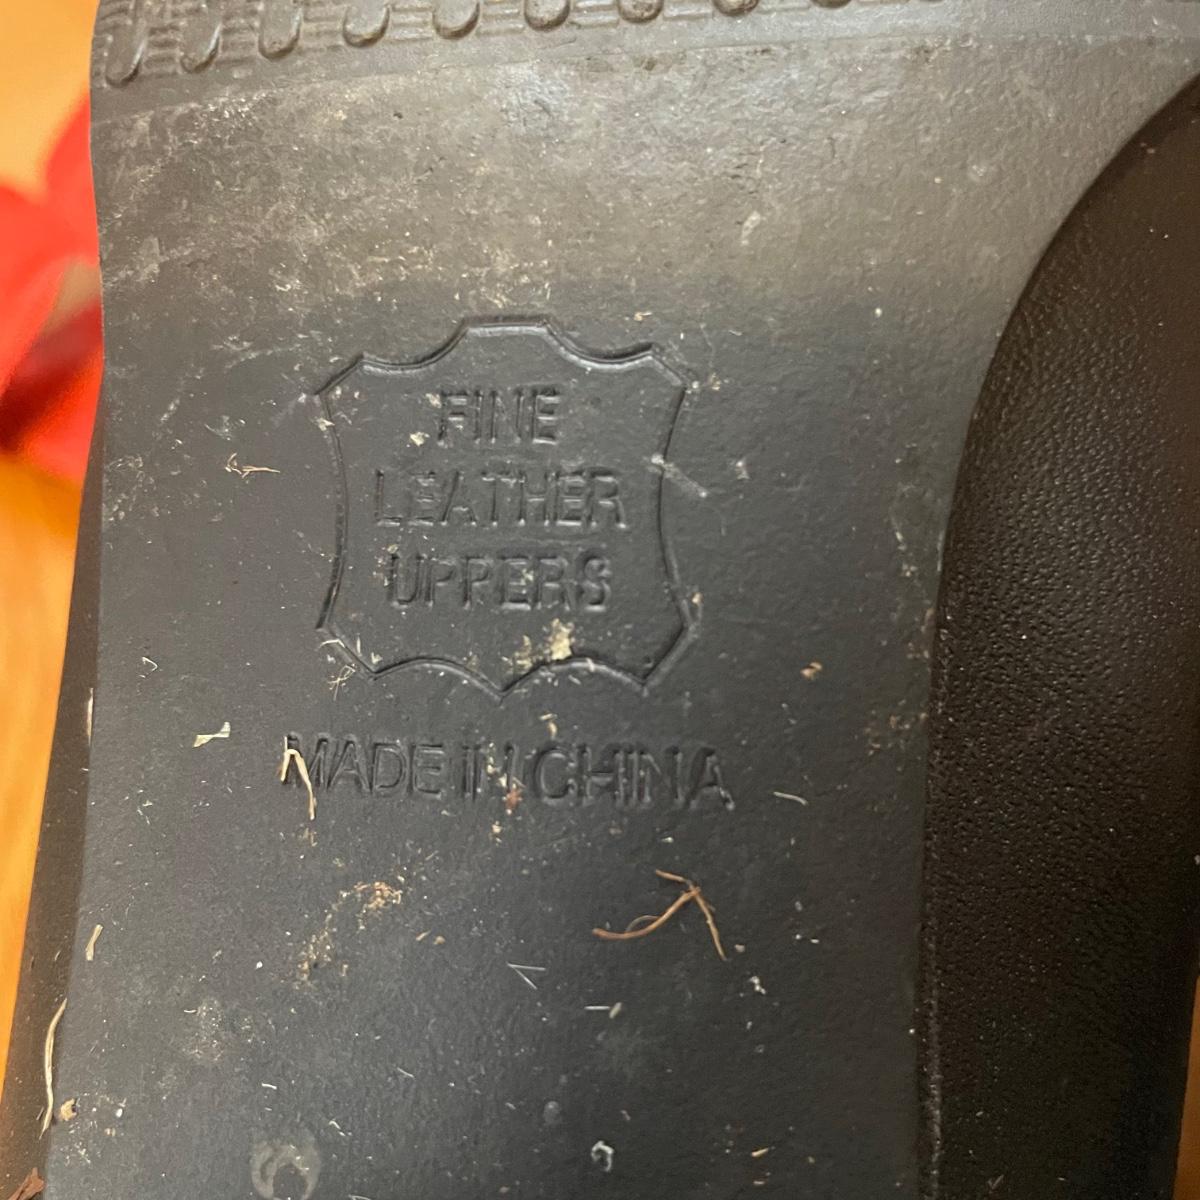 FINE
LEATHER
UPPERS
MADE IN CHINA